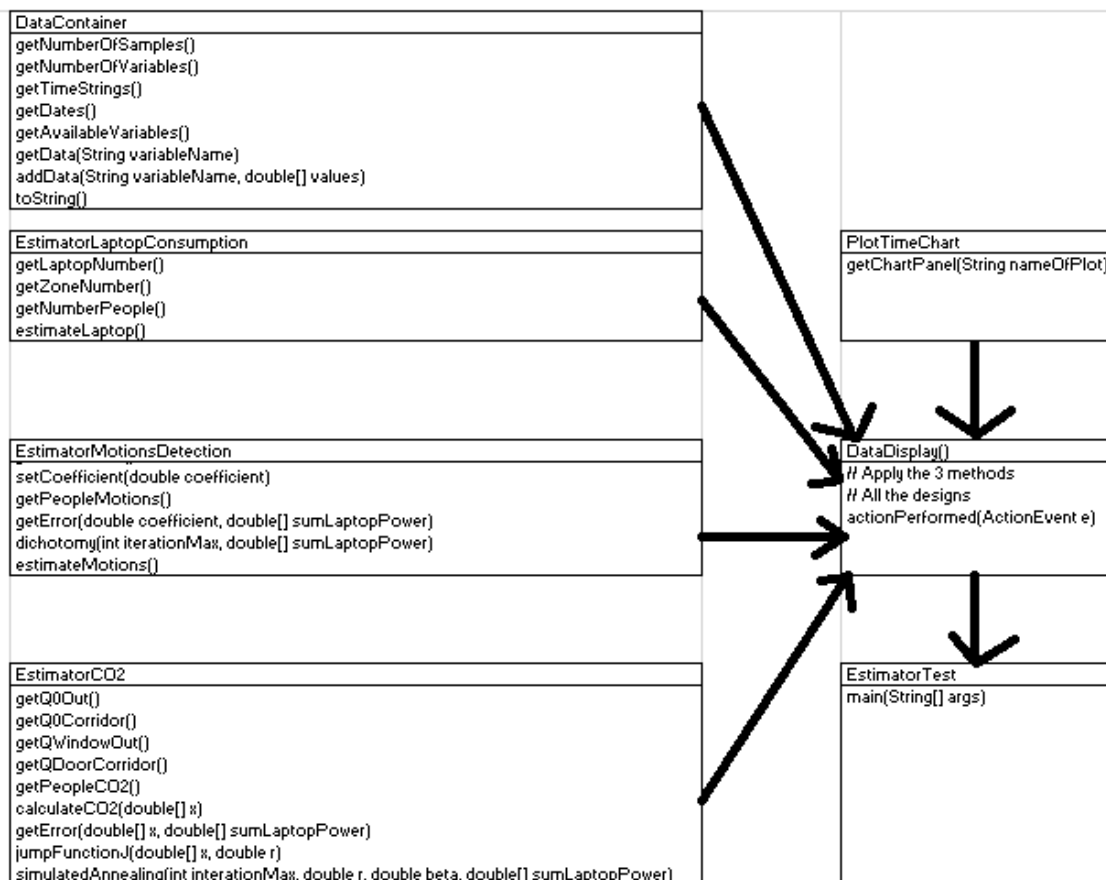 DataContainer
getNumberOfSamples()
getNumberOfVariables()
getTimeStrings()
getDates()
getAvailableVariables()
getData(String variableName)
addData(String variableName, double[] values)
toString()
EstimatorLaptopConsumption
getLaptopNumber()
getZoneNumber()
getNumberPeople()
estimateLaptop()
PlotTimeChart
getChartPanel(String nameOfPlot)
EstimatorMotionsDetection
setCoefficient(double coefficient)
getPeopleMotions()
getError(double coefficient, double[] sumLaptopPower)
dichotomy(int iterationMax, double[] sumLaptopPower)
estimateMotions()
DataDisplay()
// Apply the 3 methods
// All the designs
actionPerformed(ActionEvent e)
EstimatorCO2
getQ0Out()
getQ0Corridor()
getQWindowOut()
getQDoorCorridor()
getPeopleCO2()
calculateCO2(double[] x)
getError(double[] x, double[] sumLaptopPower)
jumpFunctionJ(double[] x, double r)
simulatedAnnealing(int interationMax, double r, double beta, double[] sumLaptopPower)
EstimatorTest
main(String[] args)